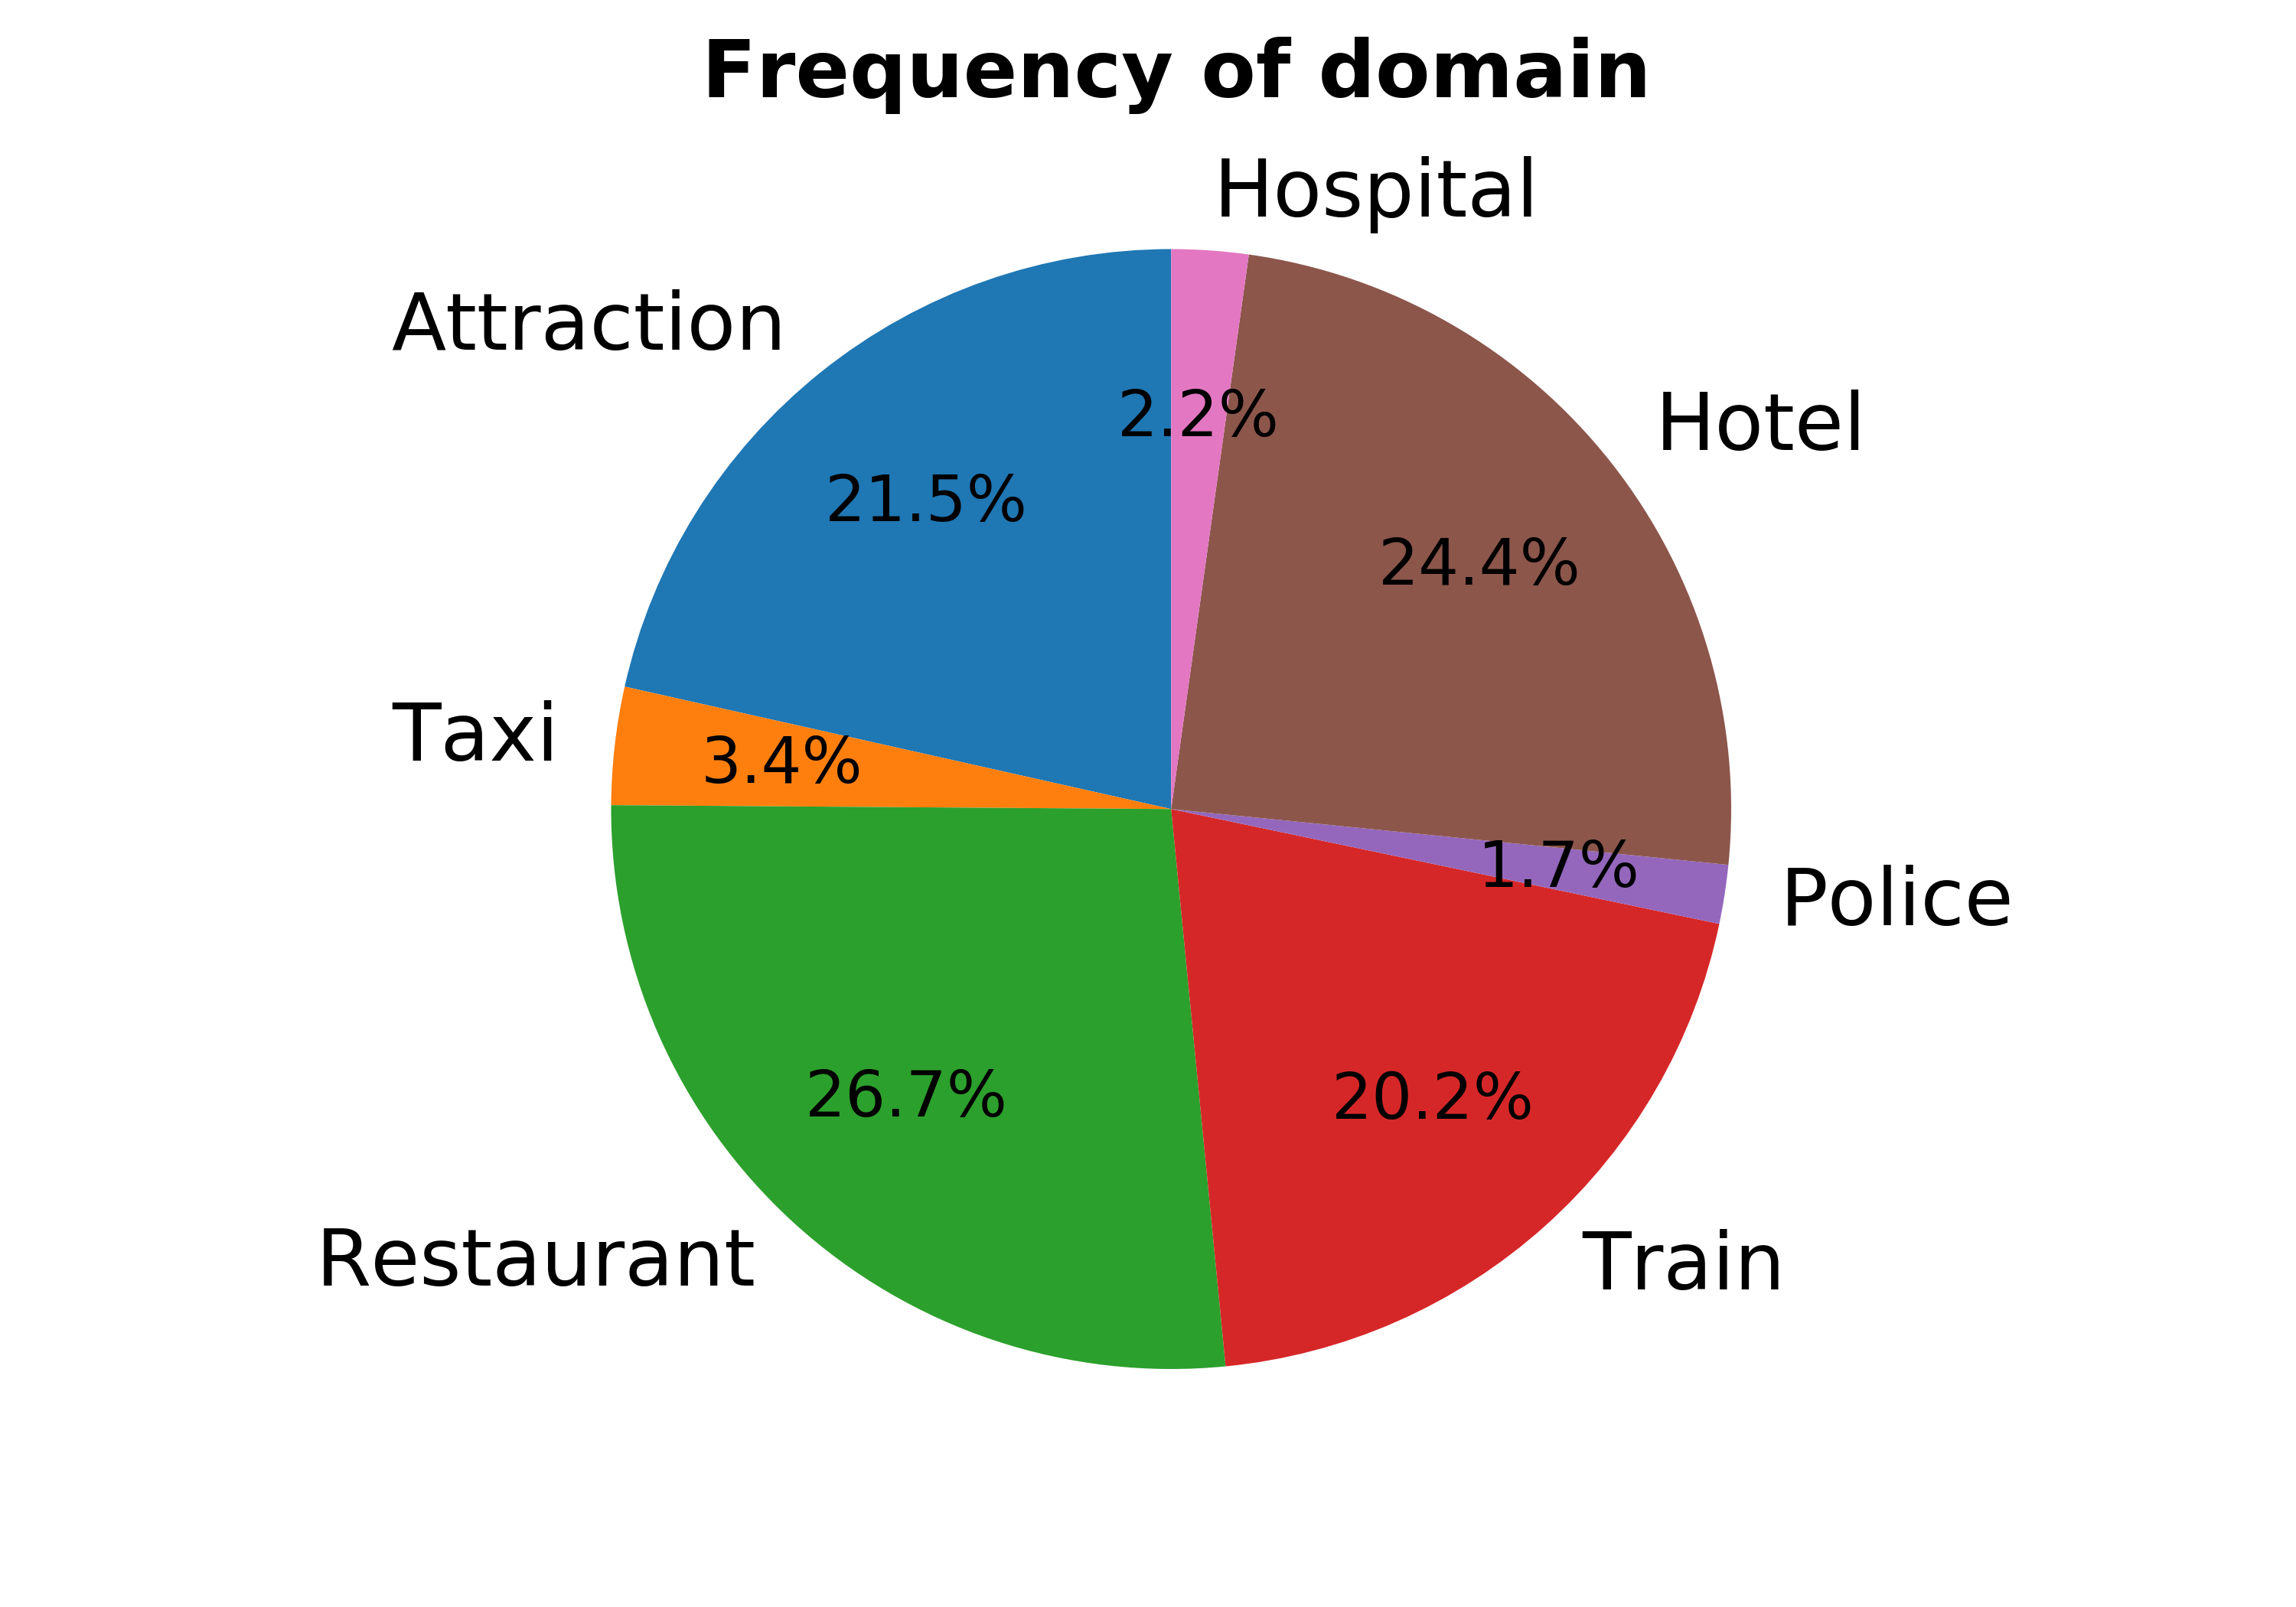 Frequency of domain
Hospital
Attraction
Hotel
2.2%
21.5%
24.4%
Taxi
3.4%
1.7%
Police
26.7%
20.2%
Restaurant
Train